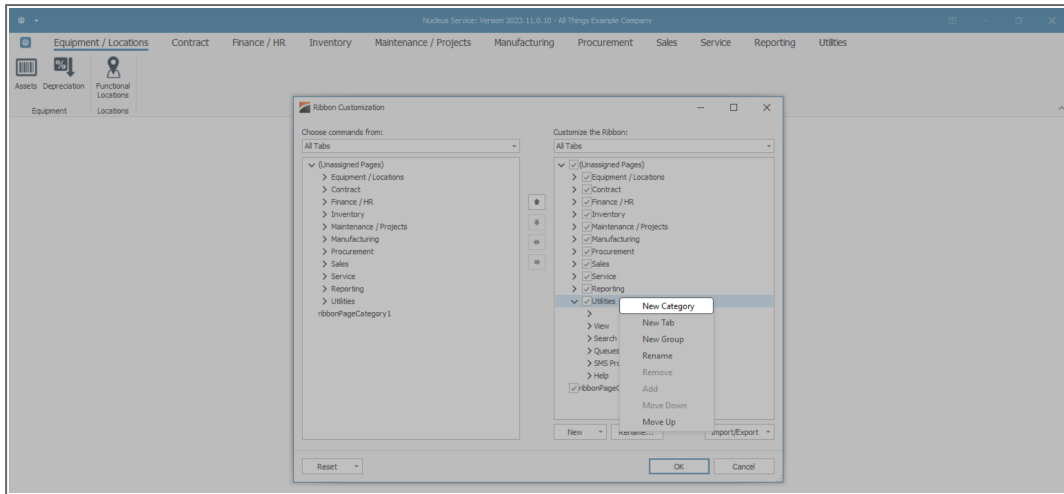 Nucleus Service: Version 2023.11.0.10 - All Things Example Company
Equipment / Locations Contract Finance / HR Inventory Maintenance / Projects Manufacturing Procurement Sales Service Reporting Utilities
Assets Depreciation Functional
Locations
Equipment Locations
Ribbon Customization
Choose commands from: Customize the Ribbon:
All Tabs All Tabs
(Unassigned Pages) (Unassigned Pages)
Equipment / Locations Equipment / Locations
Contract Contract
Finance / HR Finance / HR
Inventory Inventory
Maintenance / Projects Maintenance / Projects
Manufacturing Manufacturing
Procurement Procurement
Sales Sales
Service Service
Reporting Reporting
Utilities Utilities
ribbonPageCategory1
New Category
New Tab
View
New Group
Search
Rename
Queues
Remove
SMS Pro
Help
Add
ribbonPageC
Move Down
Move Up
New Rename... Import/Export
Reset OK Cancel